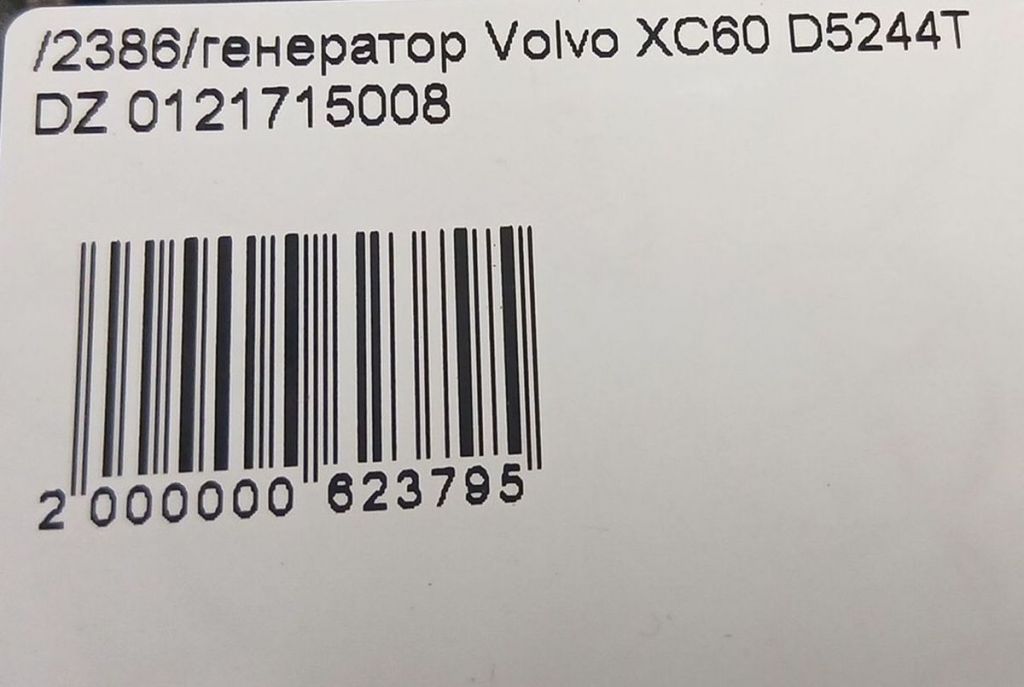 /2386/генератор Volvo XC60 D5244T
DZ 0121715008
2 000000 623795